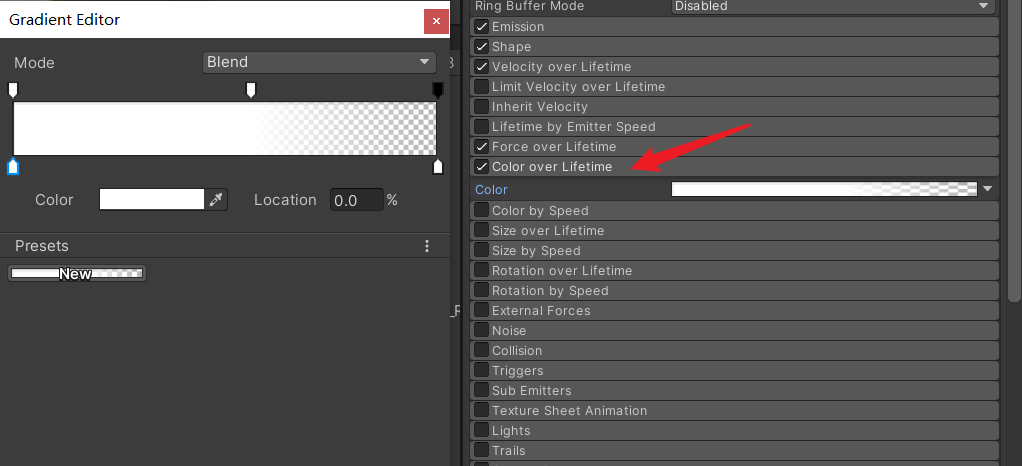 Gradient Editor
Mode
Blend
Color
Location
0.0
%
Presets
New
Ring Buffer Mode
Disabled
Emission
Shape
Velocity over Lifetime
Limit Velocity over Lifetime
Inherit Velocity
Lifetime by Emitter Speed
Force over Lifetime
Color over Lifetime
Color
Color by Speed
Size over Lifetime
Size by Speed
Rotation over Lifetime
Rotation by Speed
External Forces
Noise
Collision
Triggers
Sub Emitters
Texture Sheet Animation
Lights
Trails